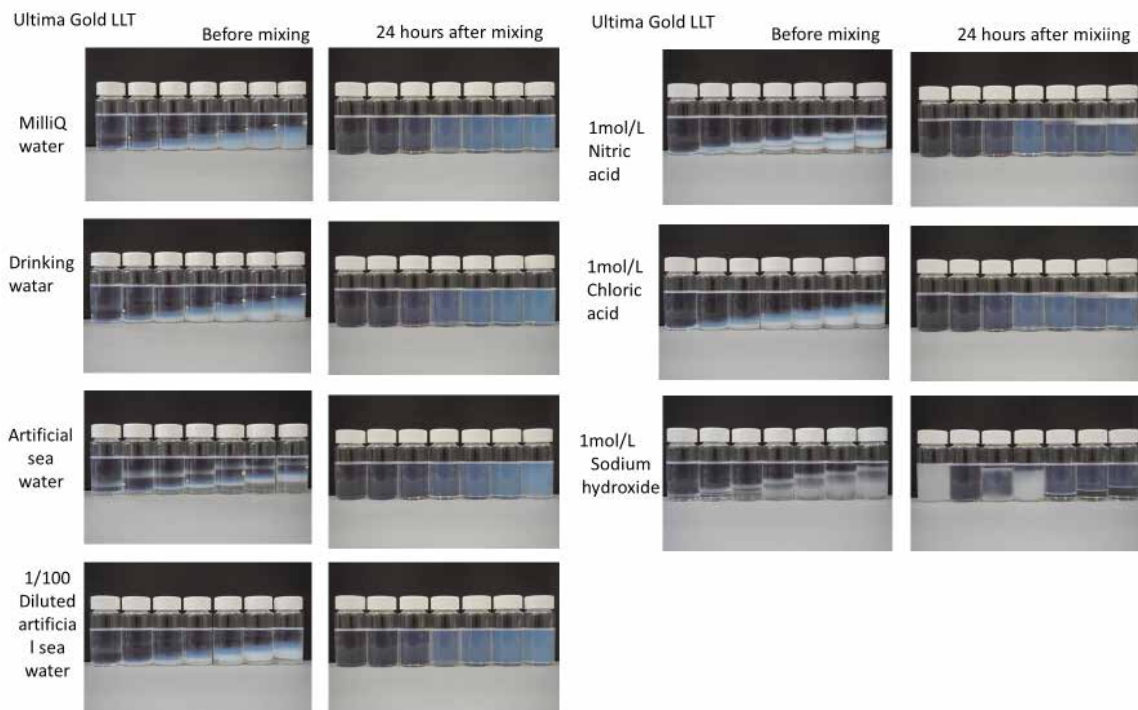 Ultima Gold LLT
Before mixing
24 hours after mixing
MilliQ
water
Drinking
watar
Artificial
sea
water
1/100
Diluted
artificia
l sea
water
Ultima Gold LLT
Before mixing
24 hours after mixiing
1mol/L
Nitric
acid
1mol/L
Chloric
acid
1mol/L
Sodium
hydroxide